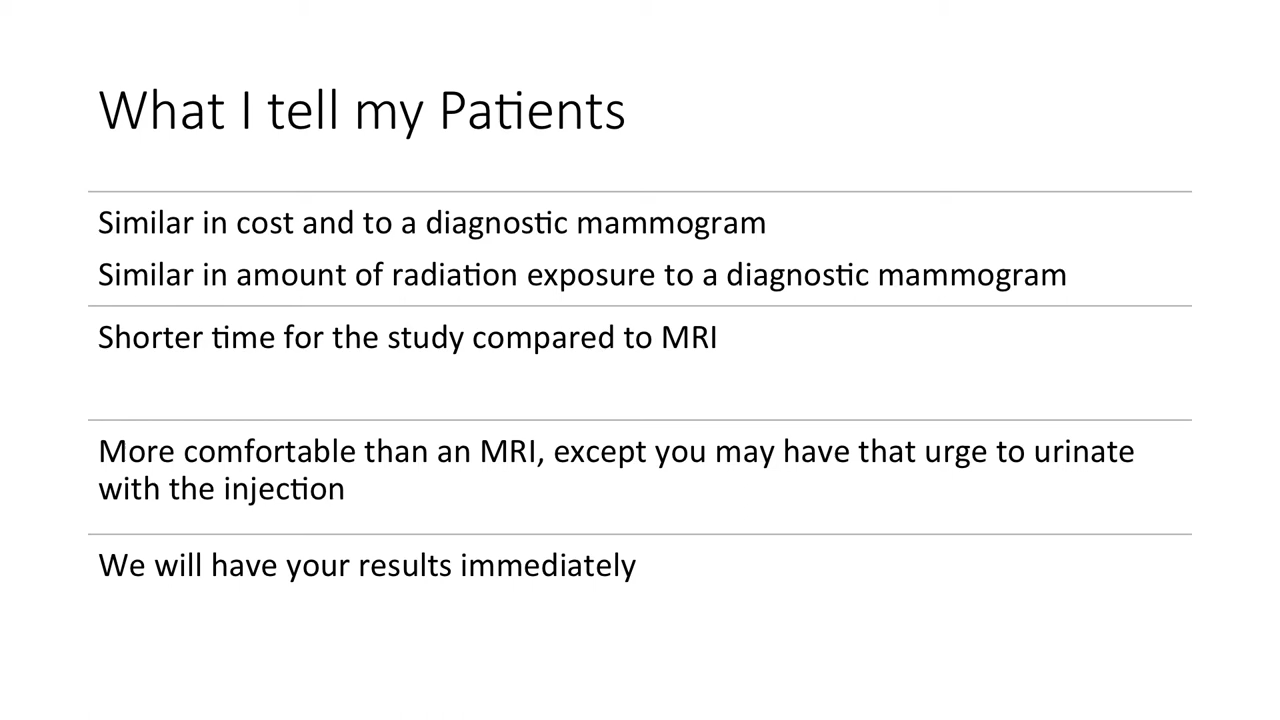 What I tell my Patients
Similar in cost and to a diagnostic mammogram
Similar in amount of radiation exposure to a diagnostic mammogram
Shorter time for the study compared to MRI
More comfortable than an MRI, except you may have that urge to urinate
with the injection
We will have your results immediately